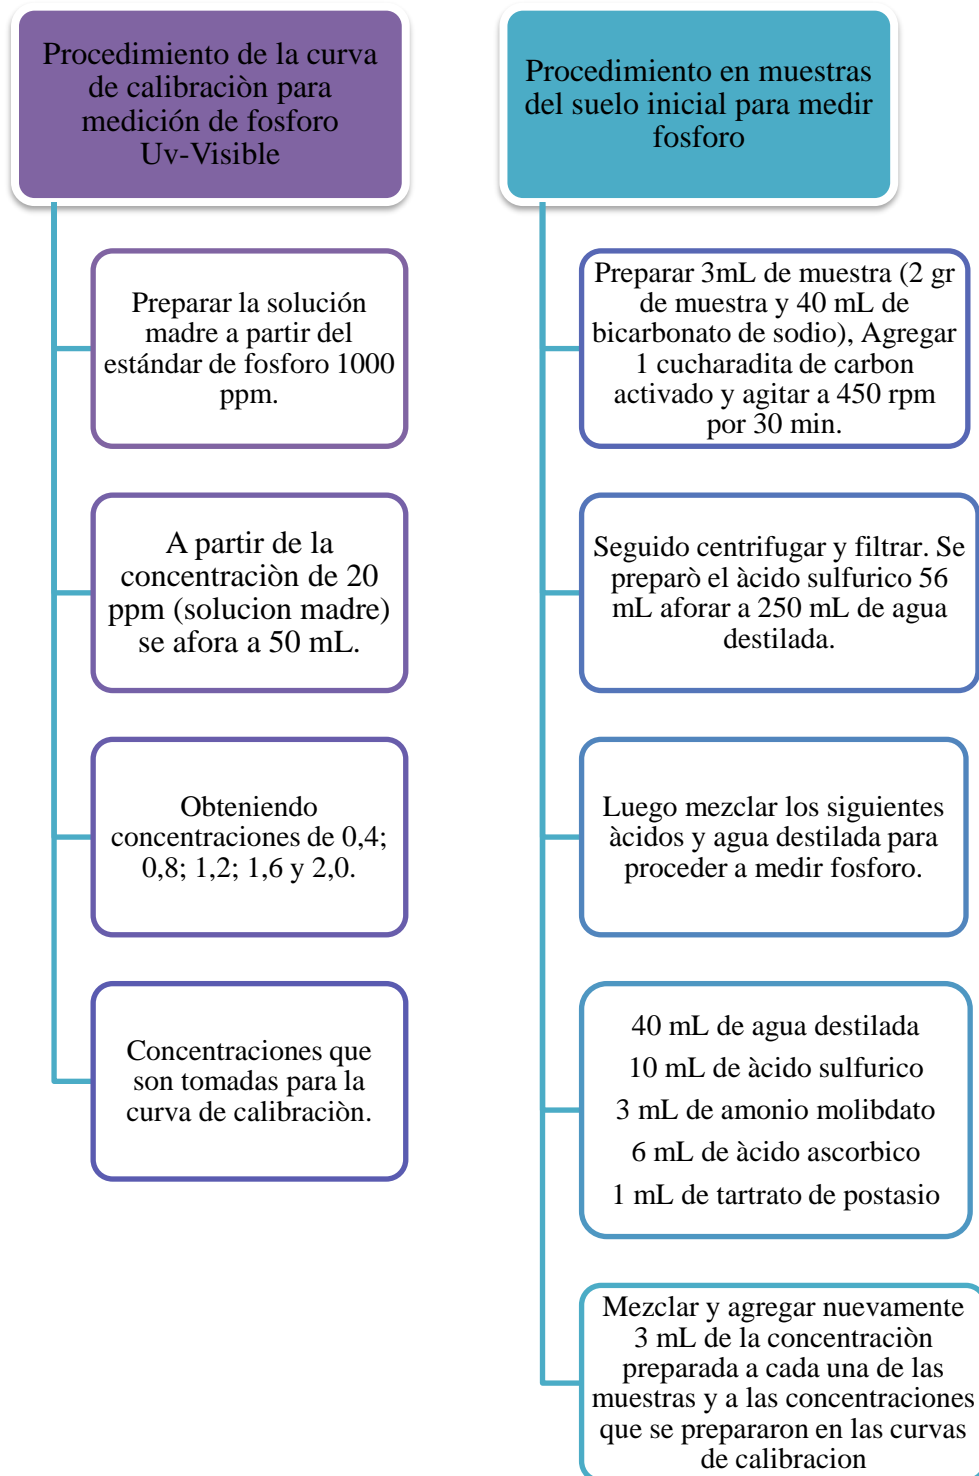 Procedimiento de la curva
de calibraciòn para
medición de fosforo
Uv-Visible
Preparar la solución
madre a partir del
estándar de fosforo 1000
ppm.
A partir de la
concentraciòn de 20
ppm (solucion madre)
se afora a 50 mL.
Obteniendo
concentraciones de 0,4;
0,8; 1,2; 1,6 y 2,0.
Concentraciones que
son tomadas para la
curva de calibraciòn.
Procedimiento en muestras
del suelo inicial para medir
fosforo
Preparar 3mL de muestra (2 gr
de muestra y 40 mL de
bicarbonato de sodio), Agregar
1 cucharadita de carbon
activado y agitar a 450 rpm
por 30 min.
Seguido centrifugar y filtrar. Se
preparò el àcido sulfurico 56
mL aforar a 250 mL de agua
destilada.
Luego mezclar los siguientes
àcidos y agua destilada para
proceder a medir fosforo.
40 mL de agua destilada
10 mL de àcido sulfurico
3 mL de amonio molibdato
6 mL de àcido ascorbico
1 mL de tartrato de postasio
Mezclar y agregar nuevamente
3 mL de la concentraciòn
preparada a cada una de las
muestras y a las concentraciones
que se prepararon en las curvas
de calibracion